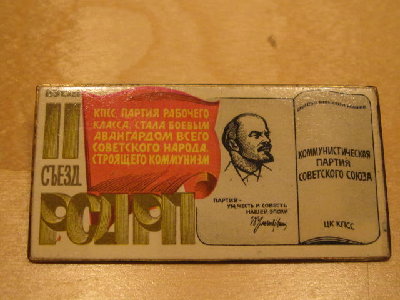 II
СЪЕЗД
РСДРП
КПСС, ПАРТИЯ РАБОЧЕГО
КЛАССА, СТАЛА БОЕВЫМ
АВАНГАРДОМ ВСЕГО
СОВЕТСКОГО НАРОДА,
СТРОЯЩЕГО КОММУНИЗМ
ПАРТИЯ-
УМ, ЧЕСТЬ И СОВЕСТЬ
НАШЕЙ ЭПОХИ
КОММУНИСТИЧЕСКАЯ
ПАРТИЯ
СОВЕТСКОГО СОЮЗА
ЦК КПСС